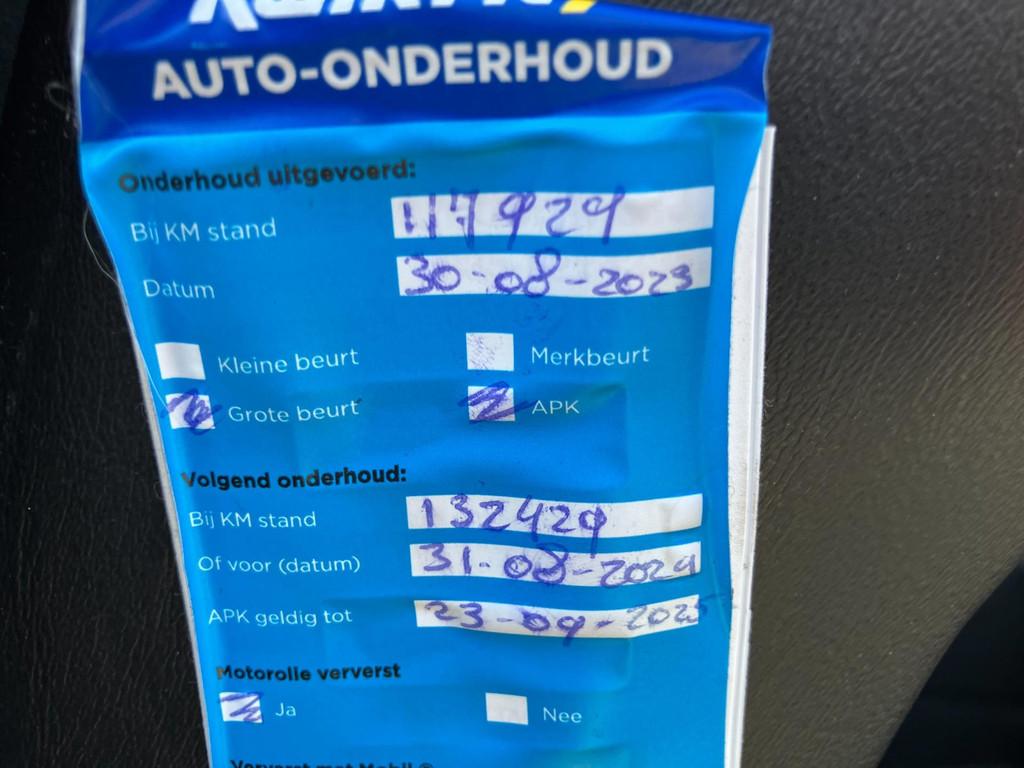 AUTO-ONDERHOUD
Onderhoud uitgevoerd:
Bij KM stand 117929
Datum 30-08-2023
Kleine beurt Merkbeurt
Grote beurt APK
Volgend onderhoud:
Bij KM stand 132429
Of voor (datum) 31-08-2024
APK geldig tot 23-09-2025
Motorolie ververst
Ja Nee